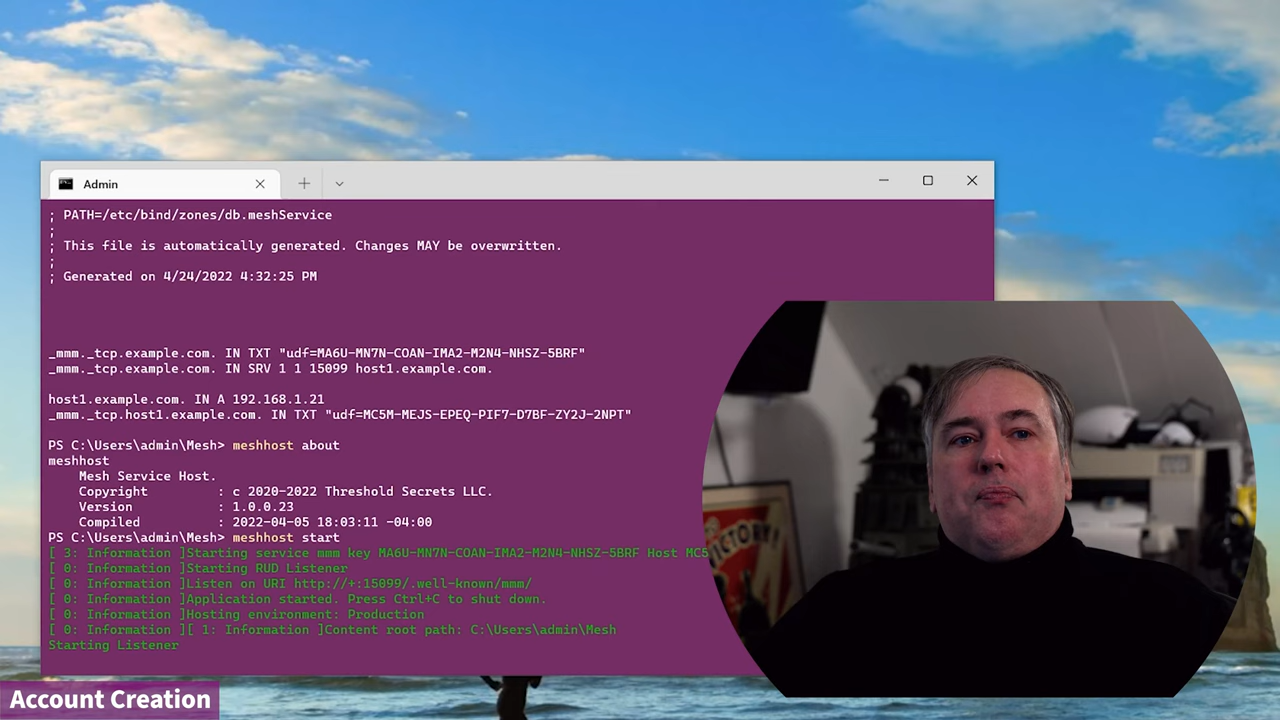 Admin
; PATH=/etc/bind/zones/db.meshService
;
; This file is automatically generated. Changes MAY be overwritten.
;
; Generated on 4/24/2022 4:32:25 PM
_mmm._tcp.example.com. IN TXT "udf=MA6U-MN7N-COAN-IMA2-M2N4-NHSZ-5BRF"
_mmm._tcp.example.com. IN SRV 1 1 15099 host1.example.com.
host1.example.com. IN A 192.168.1.21
_mmm._tcp.host1.example.com. IN TXT "udf=MC5M-MEJS-EPEQ-PIF7-D7BF-ZY2J-2NPT"
PS C:\Users\admin\Mesh> meshhost about
meshhost
Mesh Service Host.
Copyright : c 2020-2022 Threshold Secrets LLC.
Version : 1.0.0.23
Compiled : 2022-04-05 18:03:11 -04:00
PS C:\Users\admin\Mesh> meshhost start
[ 3: Information ]Starting service mmm key MA6U-MN7N-COAN-IMA2-M2N4-NHSZ-5BRF Host MC5
[ 0: Information ]Starting RUD Listener
[ 0: Information ]Listen on URI http://+:15099/.well-known/mmm/
[ 0: Information ]Application started. Press Ctrl+C to shut down.
[ 0: Information ]Hosting environment: Production
[ 0: Information ][ 1: Information ]Content root path: C:\Users\admin\Mesh
Starting Listener
Account Creation